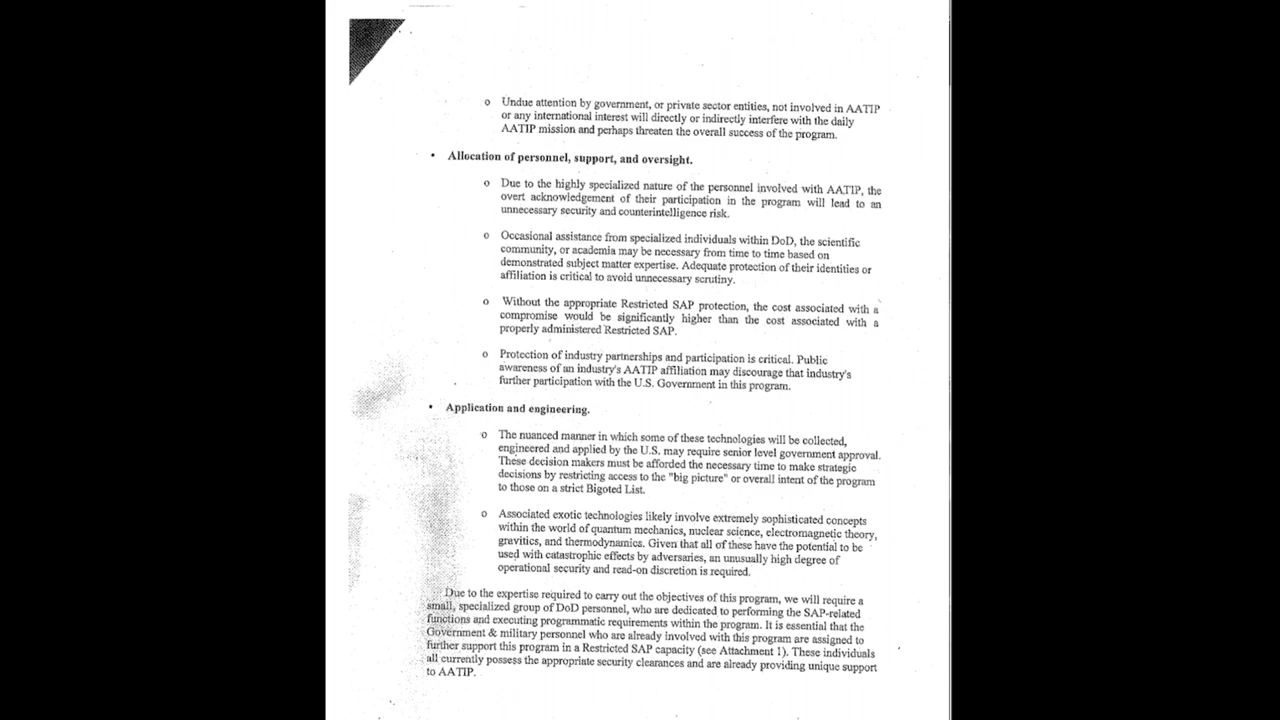 o Undue attention by government, or private sector entities, not involved in AATIP
or any international interest will directly or indirectly interfere with the daily
AATIP mission and perhaps threaten the overall success of the program.
• Allocation of personnel, support, and oversight.
o Due to the highly specialized nature of the personnel involved with AATIP, the
overt acknowledgement of their participation in the program will lead to an
unnecessary security and counterintelligence risk.
o Occasional assistance from specialized individuals within DoD, the scientific
community, or academia may be necessary from time to time based on
demonstrated subject matter expertise. Adequate protection of their identities or
affiliation is critical to avoid unnecessary scrutiny.
o Without the appropriate Restricted SAP protection, the cost associated with a
compromise would be significantly higher than the cost associated with a
properly administered Restricted SAP.
o Protection of industry partnerships and participation is critical. Public
awareness of an industry's AATIP affiliation may discourage that industry's
further participation with the U.S. Government in this program.
• Application and engineering.
o The nuanced manner in which some of these technologies will be collected,
engineered and applied by the U.S. may require senior level government approval.
These decision makers must be afforded the necessary time to make strategic
decisions by restricting access to the "big picture" or overall intent of the program
to those on a strict Bigoted List.
o Associated exotic technologies likely involve extremely sophisticated concepts
within the world of quantum mechanics, nuclear science, electromagnetic theory,
gravitics, and thermodynamics. Given that all of these have the potential to be
used with catastrophic effects by adversaries, an unusually high degree of
operational security and read-on discretion is required.
Due to the expertise required to carry out the objectives of this program, we will require a
small, specialized group of DoD personnel, who are dedicated to performing the SAP-related
functions and executing programmatic requirements within the program. It is essential that the
Government & military personnel who are already involved with this program are assigned to
further support this program in a Restricted SAP capacity (see Attachment 1). These individuals
all currently possess the appropriate security clearances and are already providing unique support
to AATIP.